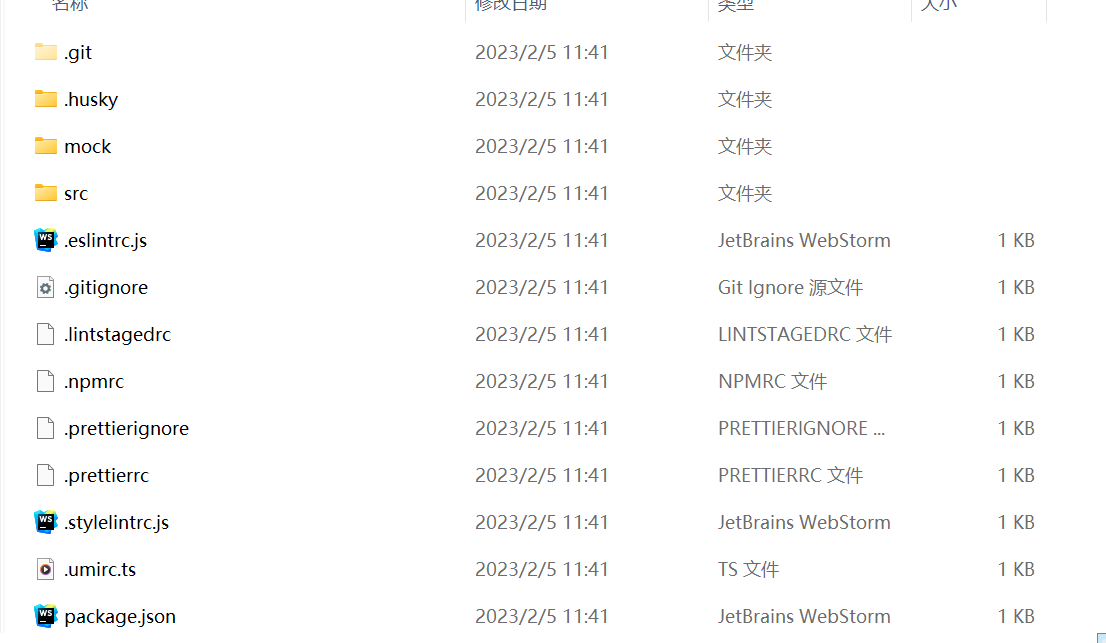 名称 修改日期 类型 大小
.git 2023/2/5 11:41 文件夹
.husky 2023/2/5 11:41 文件夹
mock 2023/2/5 11:41 文件夹
src 2023/2/5 11:41 文件夹
.eslintrc.js 2023/2/5 11:41 JetBrains WebStorm 1 KB
.gitignore 2023/2/5 11:41 Git Ignore 源文件 1 KB
.lintstagedrc 2023/2/5 11:41 LINTSTAGEDRC 文件 1 KB
.npmrc 2023/2/5 11:41 NPMRC 文件 1 KB
.prettierignore 2023/2/5 11:41 PRETTIERIGNORE ... 1 KB
.prettierrc 2023/2/5 11:41 PRETTIERRC 文件 1 KB
.stylelintrc.js 2023/2/5 11:41 JetBrains WebStorm 1 KB
.umirc.ts 2023/2/5 11:41 TS 文件 1 KB
package.json 2023/2/5 11:41 JetBrains WebStorm 1 KB